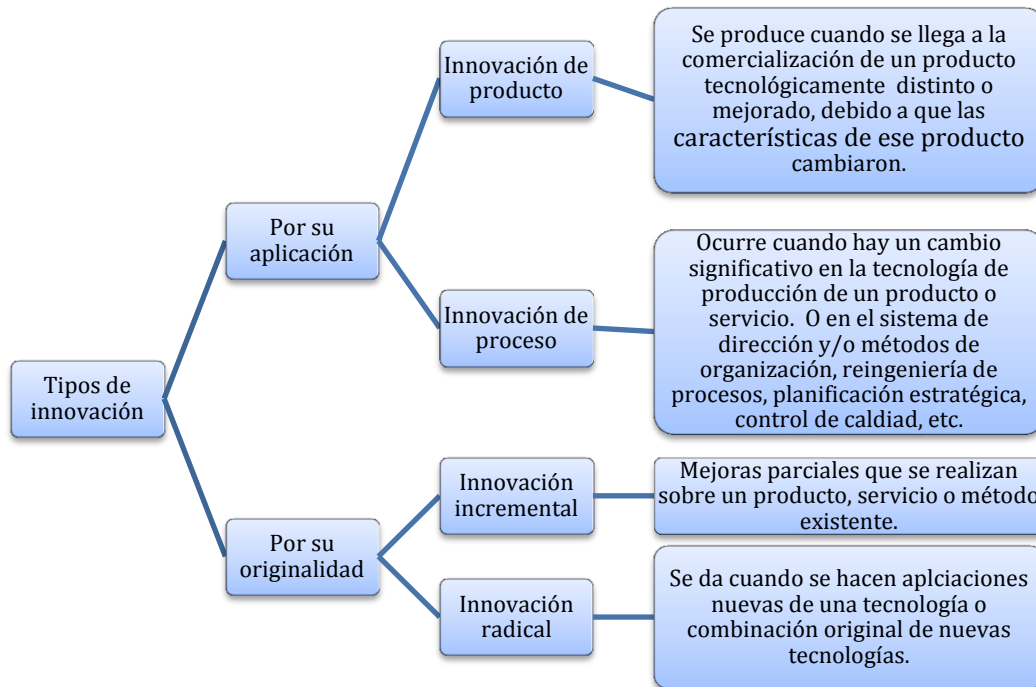 Tipos de
innovación
Por su
aplicación
Innovación de
producto
Se produce cuando se llega a la
comercialización de un producto
tecnológicamente distinto o
mejorado, debido a que las
características de ese producto
cambiaron.
Innovación de
proceso
Ocurre cuando hay un cambio
significativo en la tecnología de
producción de un producto o
servicio. O en el sistema de
dirección y/o métodos de
organización, reingeniería de
procesos, planificación estratégica,
control de caldiad, etc.
Por su
originalidad
Innovación
incremental
Mejoras parciales que se realizan
sobre un producto, servicio o método
existente.
Innovación
radical
Se da cuando se hacen aplciaciones
nuevas de una tecnología o
combinación original de nuevas
tecnologías.